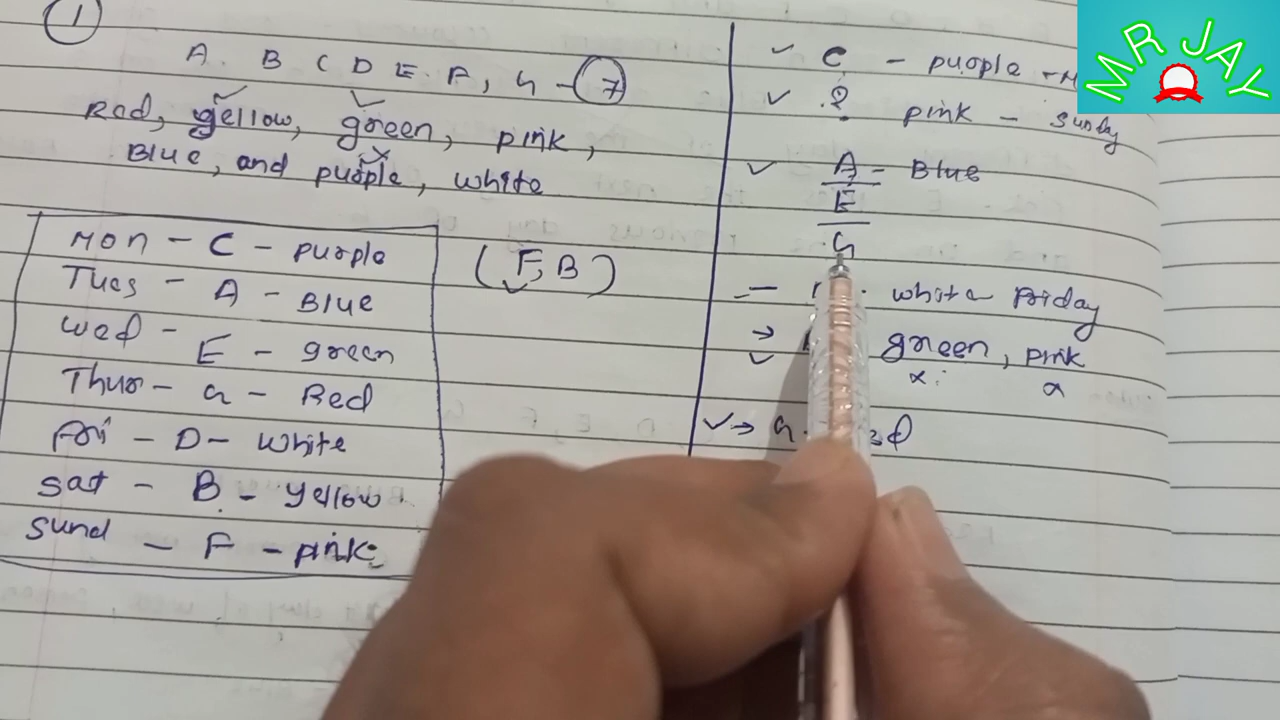 1
A. B C D E. F, G - 7
Red, yellow, green, pink,
Blue, and purple, white
Mon - C - purple
Tues - A - Blue
Wed - E - green
Thur - G - Red
Fri - D - White
Sat - B - yellow
Sund - F - pink
(F, B)
C - purple
? pink - Sunday
A - Blue
E
G
white Friday
green, pink
x x
G
MR JAY